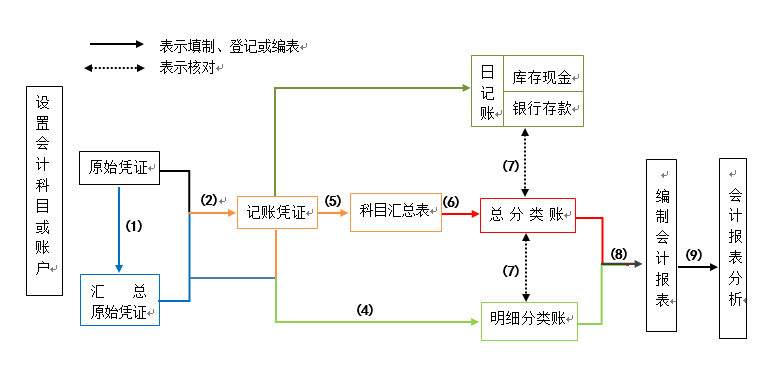 表示填制、登记或编表
表示核对
设置会计科目或账户
原始凭证
(1)
汇 总
原始凭证
(2)
记账凭证
(5)
科目汇总表
(6)
日记账
库存现金
银行存款
(7)
总分类账
(7)
(4)
明细分类账
(8)
编制会计报表
(9)
会计报表分析